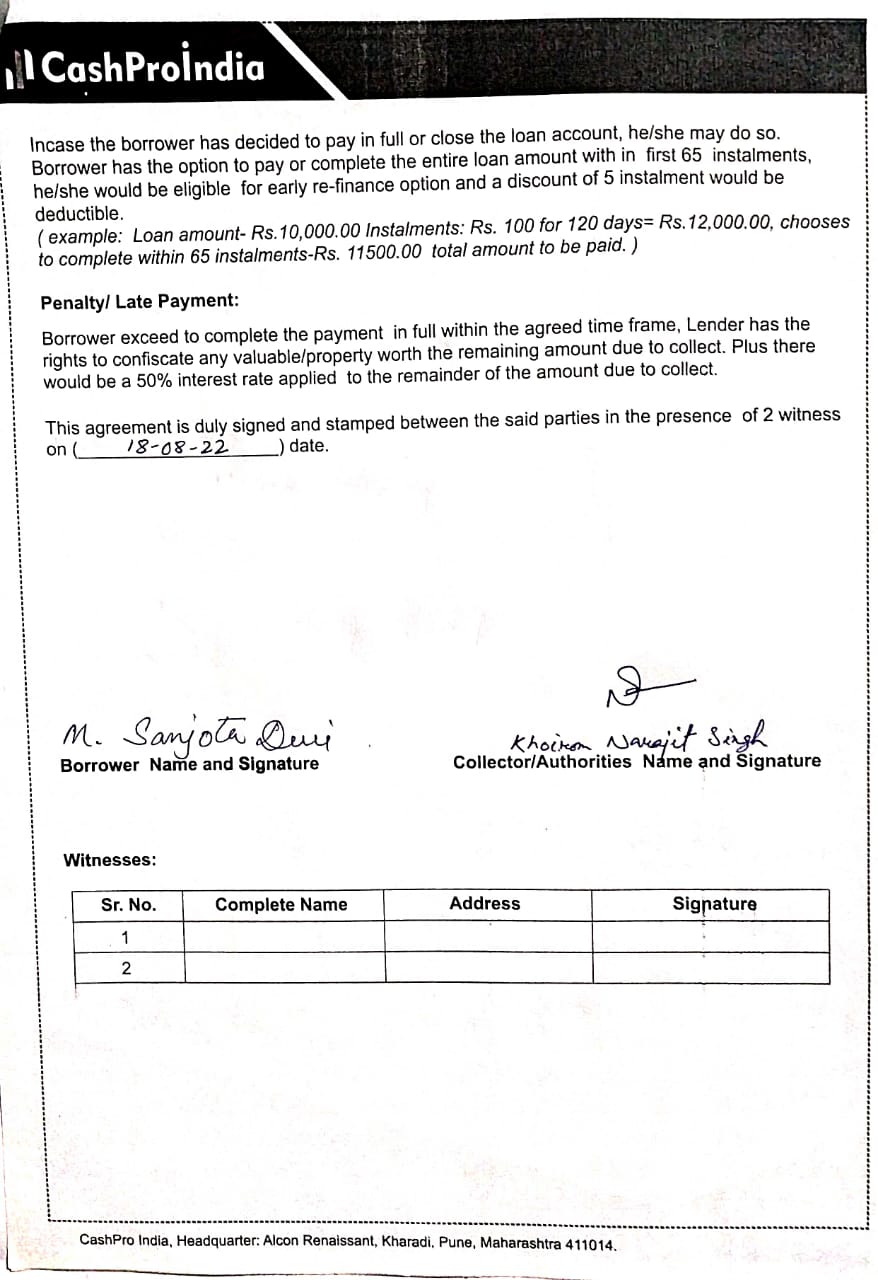 CashProIndia
Incase the borrower has decided to pay in full or close the loan account, he/she may do so.
Borrower has the option to pay or complete the entire loan amount with in first 65 instalments,
he/she would be eligible for early re-finance option and a discount of 5 instalment would be
deductible.
( example: Loan amount- Rs.10,000.00 Instalments: Rs. 100 for 120 days= Rs.12,000.00, chooses
to complete within 65 instalments-Rs. 11500.00 total amount to be paid. )
Penalty/ Late Payment:
Borrower exceed to complete the payment in full within the agreed time frame, Lender has the
rights to confiscate any valuable/property worth the remaining amount due to collect. Plus there
would be a 50% interest rate applied to the remainder of the amount due to collect.
This agreement is duly signed and stamped between the said parties in the presence of 2 witness
on ( 18-08-22 ) date.
M. Sanjota Devi
Borrower Name and Signature
Khoirom Narajit Singh
Collector/Authorities Name and Signature
Witnesses:
Sr. No. Complete Name Address Signature
1
2
CashPro India, Headquarter: Alcon Renaissant, Kharadi, Pune, Maharashtra 411014.